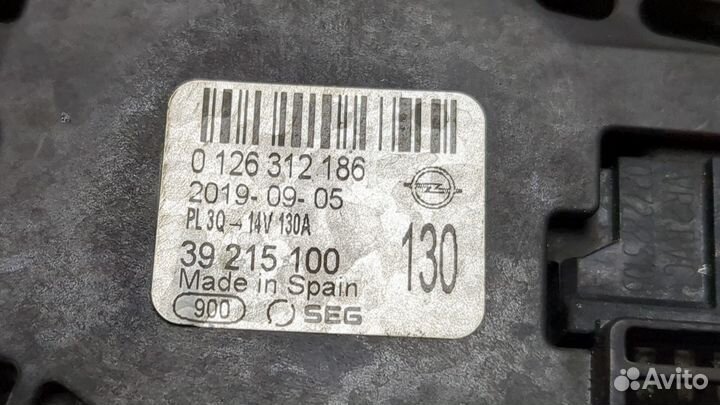 0 126 312 186
2019-09-05
PL 3Q → 14V 130A
39 215 100
130
Made in Spain
900 SEG
Avito